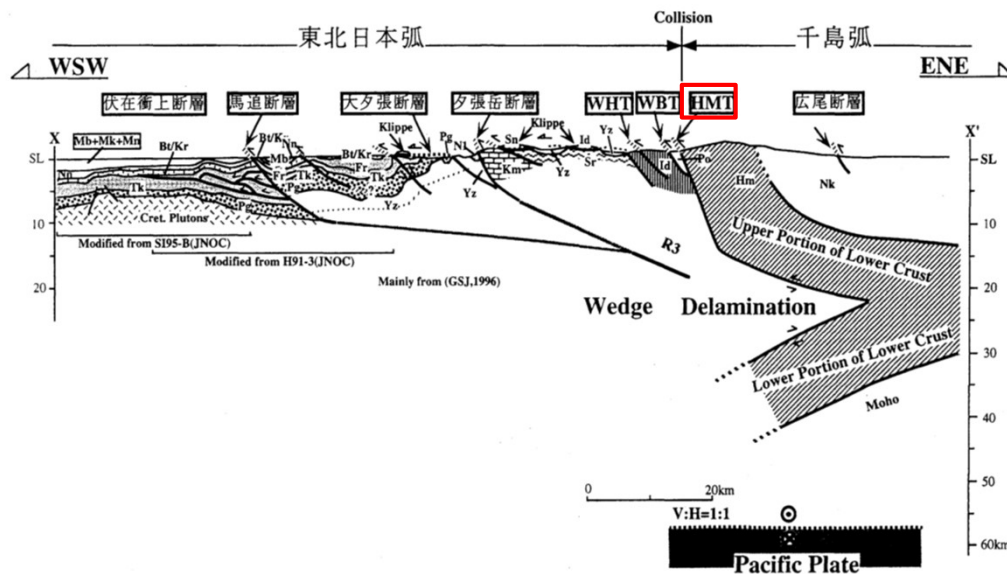 Collision
東北日本弧
千島弧
WSW
ENE
伏在衝上断層
馬追断層
大夕張断層
夕張岳断層
WHT
WBT
HMT
広尾断層
X
Mb+Mk+Mn
Bt/Kr
Klippe
Pg
Klippe
Sn
Id
Yz
X'
SL
Mb
Bt/Kr
Fr
Km
Yz
Sr
Id
Po
Hm
Nk
SL
Tk
Fr
Tk
Pg
Tk
Yz
Yz
Pg
Cret. Plutons
10
R3
Upper Portion of Lower Crust
10
Modified from SI95-B(JNOC)
Modified from H91-3(JNOC)
Mainly from (GSJ,1996)
20
Wedge Delamination
20
Lower Portion of Lower Crust
30
Moho
40
0
20km
50
V:H=1:1
60km
Pacific Plate